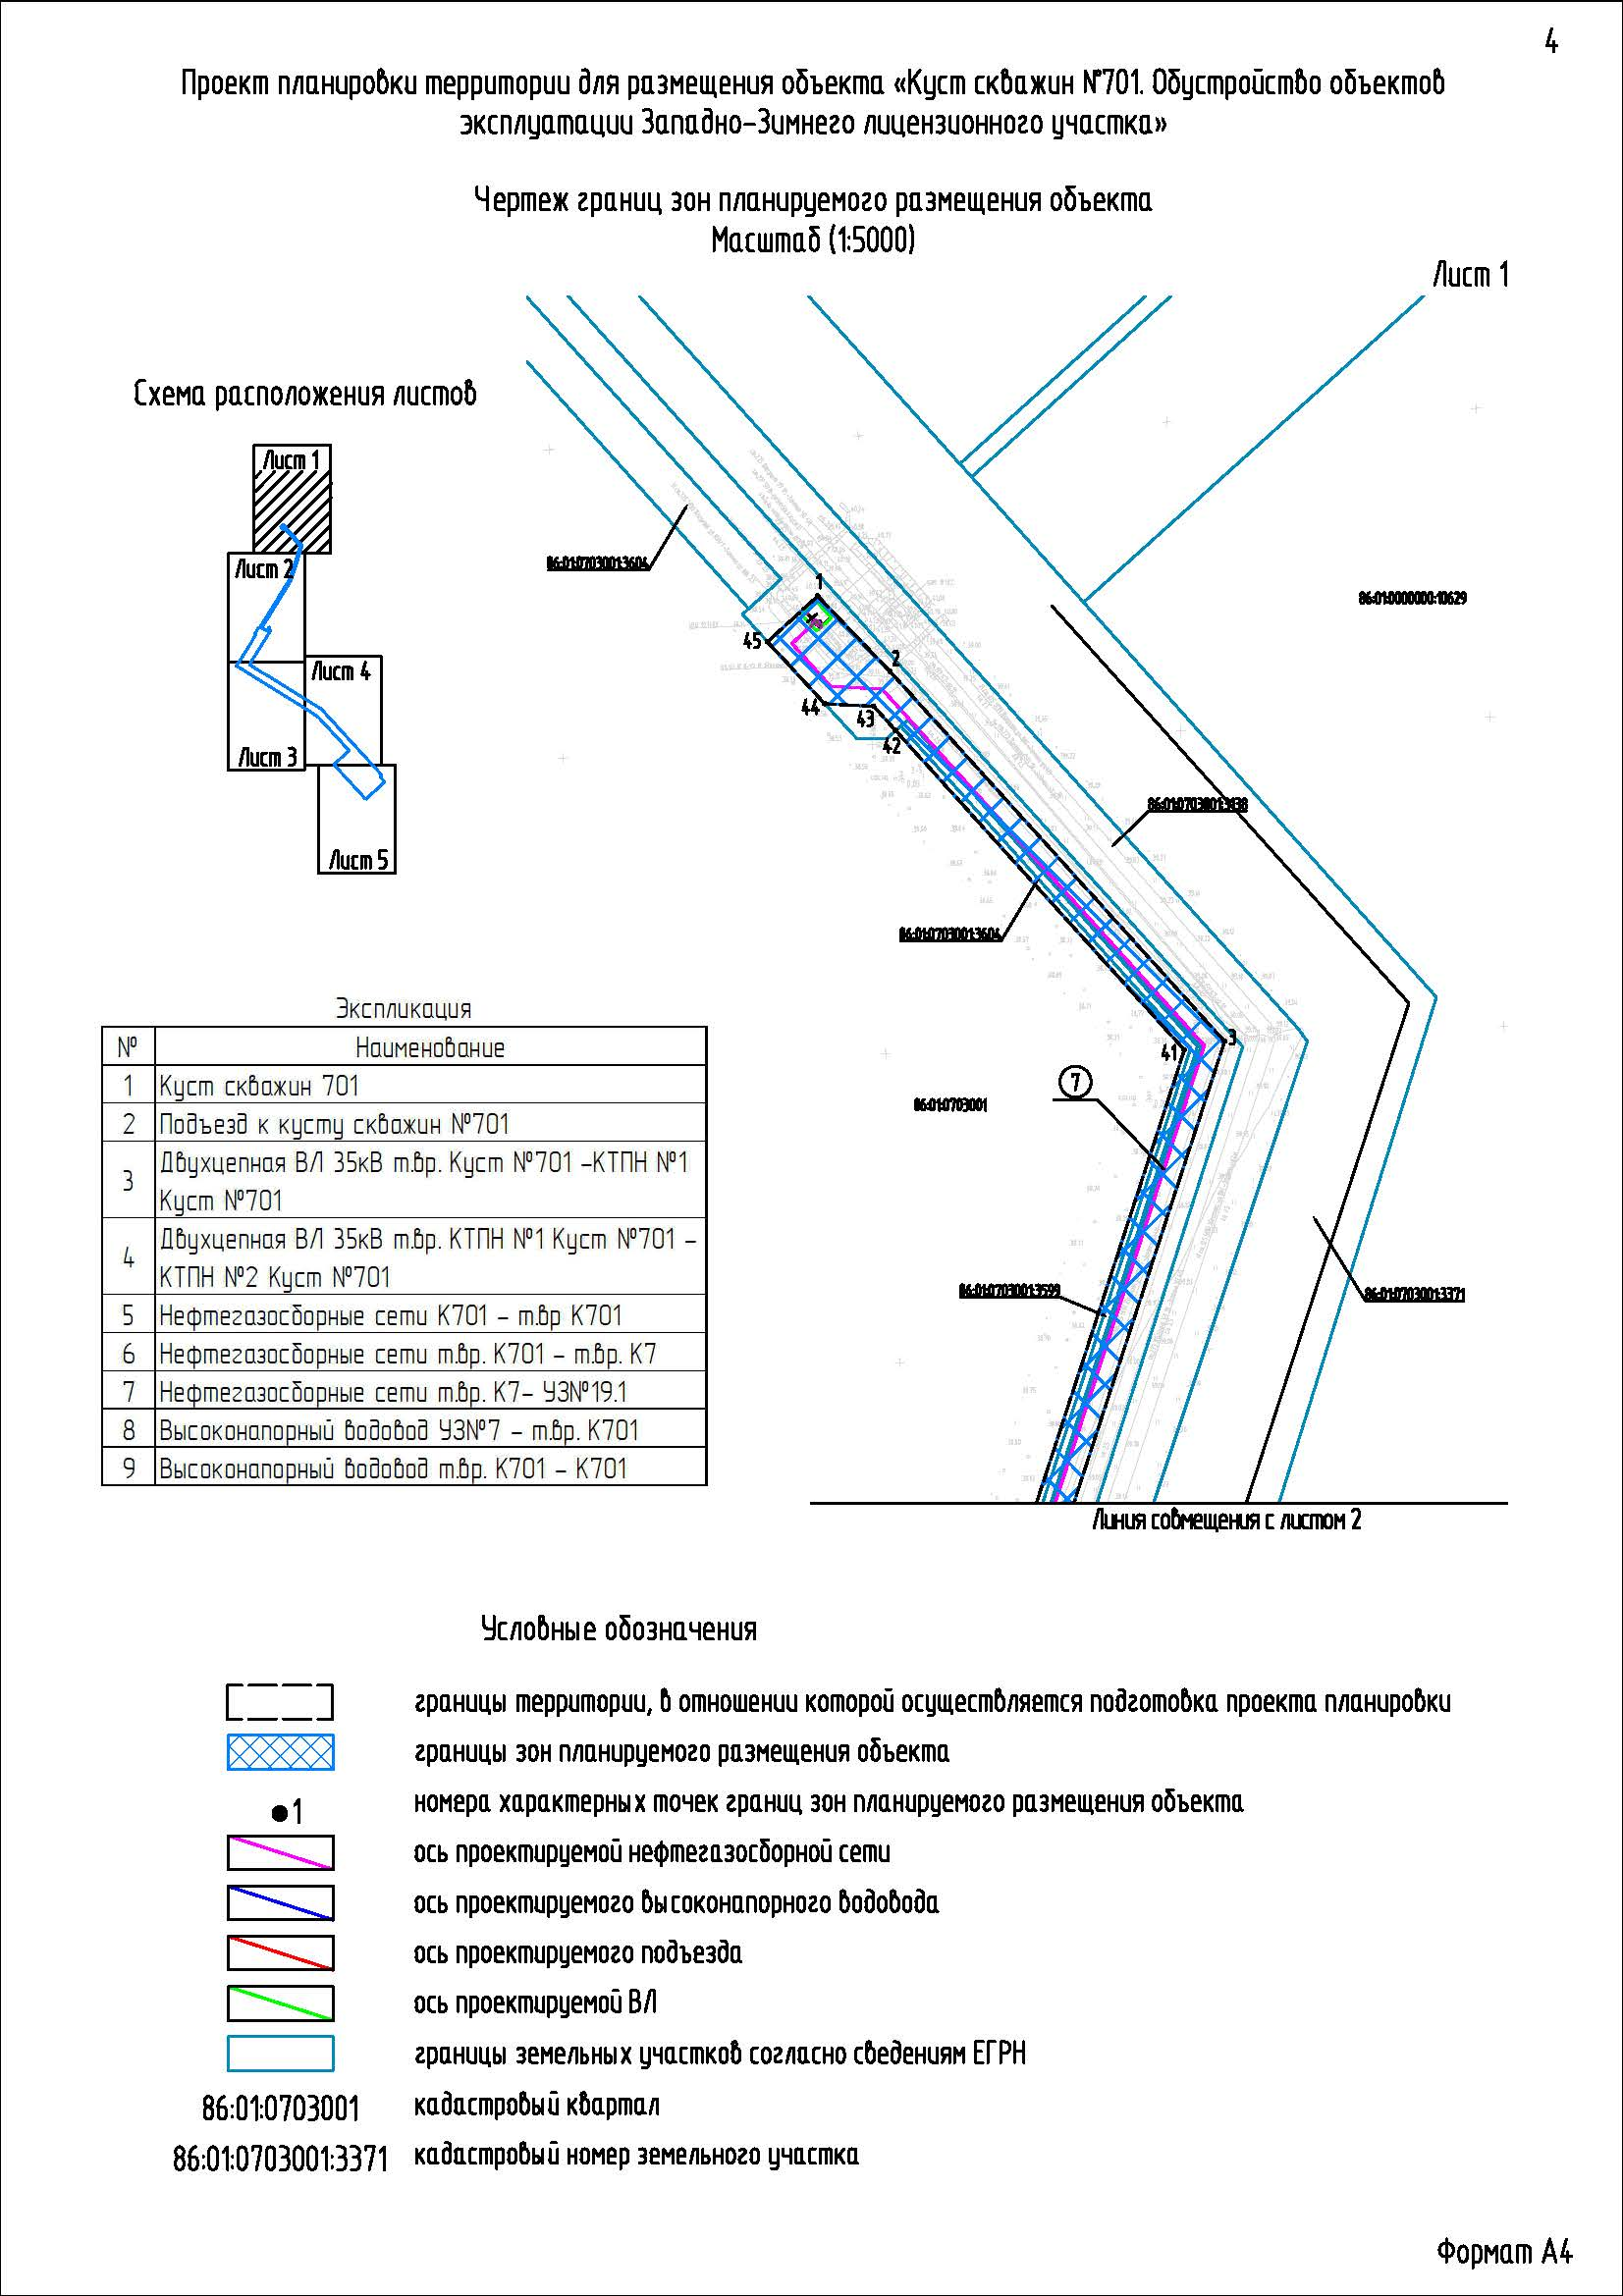 4
Проект планировки территории для размещения объекта «Куст скважин №701. Обустройство объектов
эксплуатации Западно-Зимнего лицензионного участка»
Чертеж границ зон планируемого размещения объекта
Масштаб (1:5000)
Лист 1
Схема расположения листов
Лист 1
Лист 2
Лист 4
Лист 3
Лист 5
86:01:0703001:3604
86:01:0000000:10629
1
45
2
44
43
42
86:01:0703001:3604
3
41
7
86:01:0703001
86:01:0703001:3599
86:01:0703001:3371
Линия совмещения с листом 2
Экспликация
№ Наименование
1 Куст скважин 701
2 Подъезд к кусту скважин №701
3 Двухцепная ВЛ 35кВ т.вр. Куст №701 -КТПН №1
Куст №701
4 Двухцепная ВЛ 35кВ т.вр. КТПН №1 Куст №701 -
КТПН №2 Куст №701
5 Нефтегазосборные сети К701 - т.вр К701
6 Нефтегазосборные сети т.вр. К701 - т.вр. К7
7 Нефтегазосборные сети т.вр. К7- УЗ№19.1
8 Высоконапорный водовод УЗ№7 - т.вр. К701
9 Высоконапорный водовод т.вр. К701 - К701
Условные обозначения
границы территории, в отношении которой осуществляется подготовка проекта планировки
границы зон планируемого размещения объекта
1 номера характерных точек границ зон планируемого размещения объекта
ось проектируемой нефтегазосборной сети
ось проектируемого высоконапорного водовода
ось проектируемого подъезда
ось проектируемой ВЛ
границы земельных участков согласно сведениям ЕГРН
86:01:0703001 кадастровый квартал
86:01:0703001:3371 кадастровый номер земельного участка
Формат А4